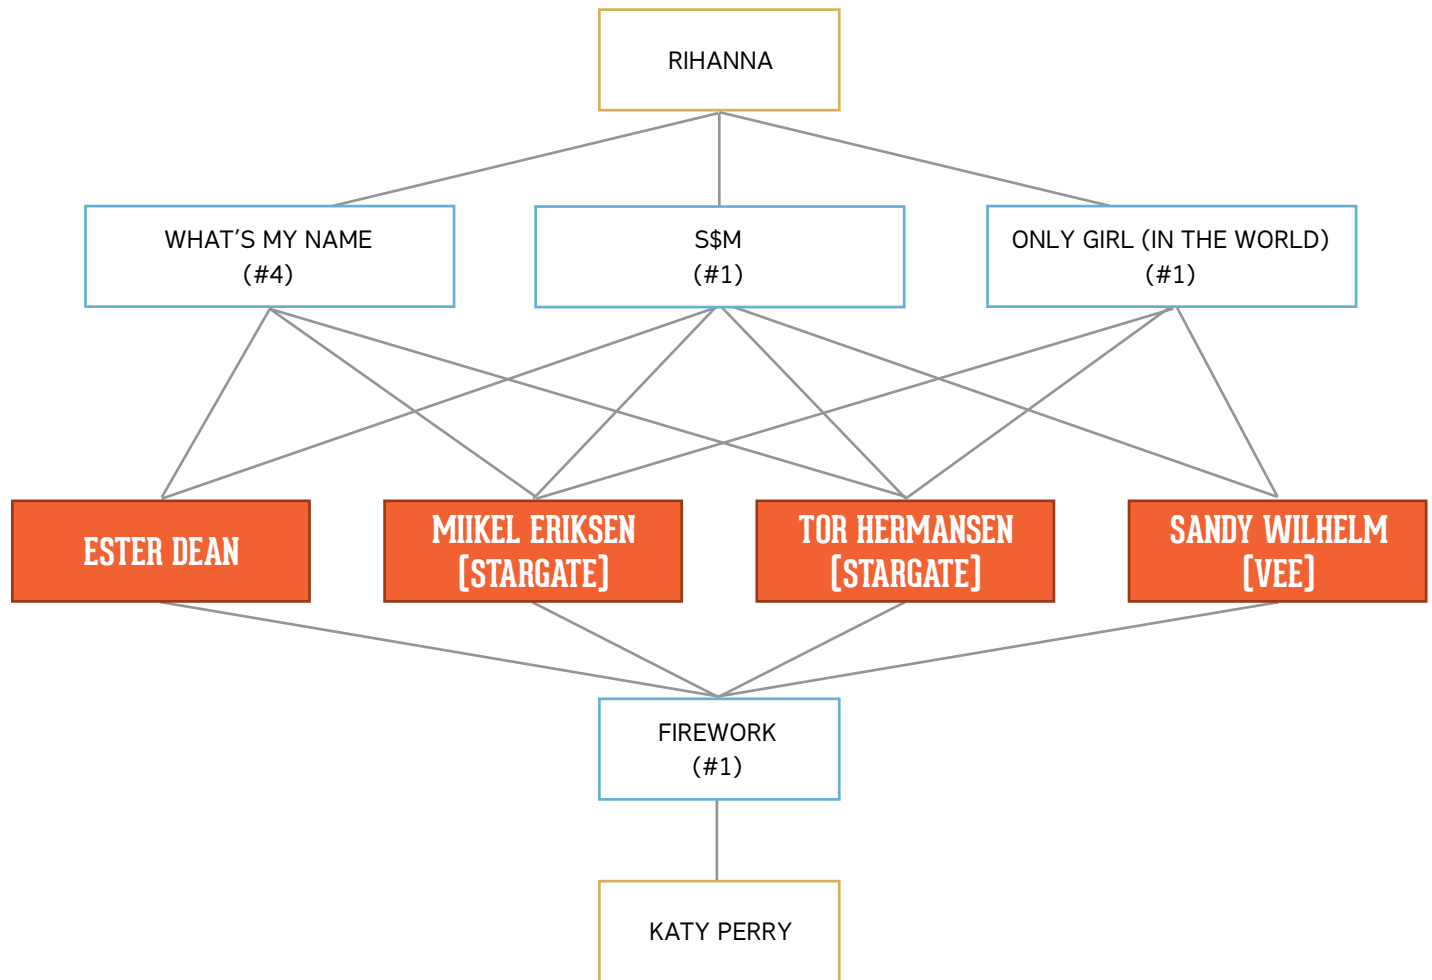 RIHANNA
WHAT'S MY NAME
(#4)
S$M
(#1)
ONLY GIRL (IN THE WORLD)
(#1)
ESTER DEAN
MIIKEL ERIKSEN
[STARGATE]
TOR HERMANSEN
[STARGATE]
SANDY WILHELM
[VEE]
FIREWORK
(#1)
KATY PERRY